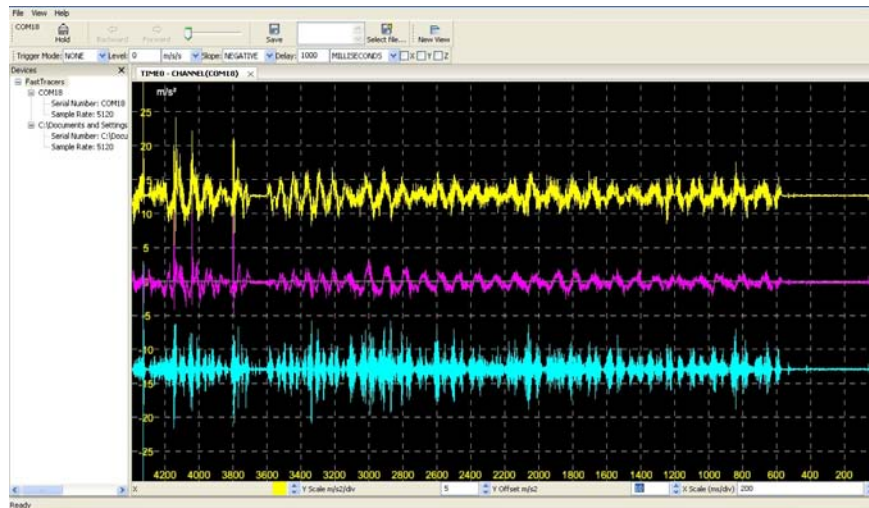 File View Help
COM18 Hold Backward Forward Save Select file... New View
Trigger Mode: NONE Level: 0 m/s/s Slope: NEGATIVE Delay: 1000 MILLISECONDS X Y Z
Devices X
TIME0 - CHANNEL(COM18) X
FastTracers
COM18
Serial Number: COM18
Sample Rate: 5120
C:\Documents and Settings
Serial Number: C:\Docu
Sample Rate: 5120
m/s²
25
20
15
10
5
-5
-10
-15
-20
-25
4200 4000 3800 3600 3400 3200 3000 2800 2600 2400 2200 2000 1800 1600 1400 1200 1000 800 600 400 200
X Y Scale m/s2/div 5 Y Offset m/s2 X Scale (ms/div) 200
Ready